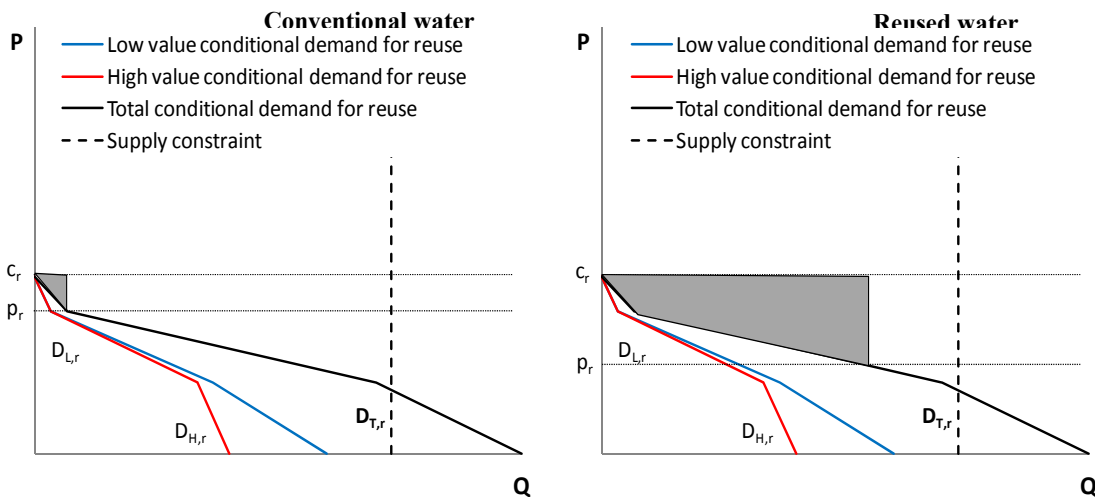 Conventional water
P
Low value conditional demand for reuse
High value conditional demand for reuse
Total conditional demand for reuse
Supply constraint
cr
pr
DL,r
DT,r
DH,r
Q
Reused water
P
Low value conditional demand for reuse
High value conditional demand for reuse
Total conditional demand for reuse
Supply constraint
cr
DL,r
pr
DT,r
DH,r
Q